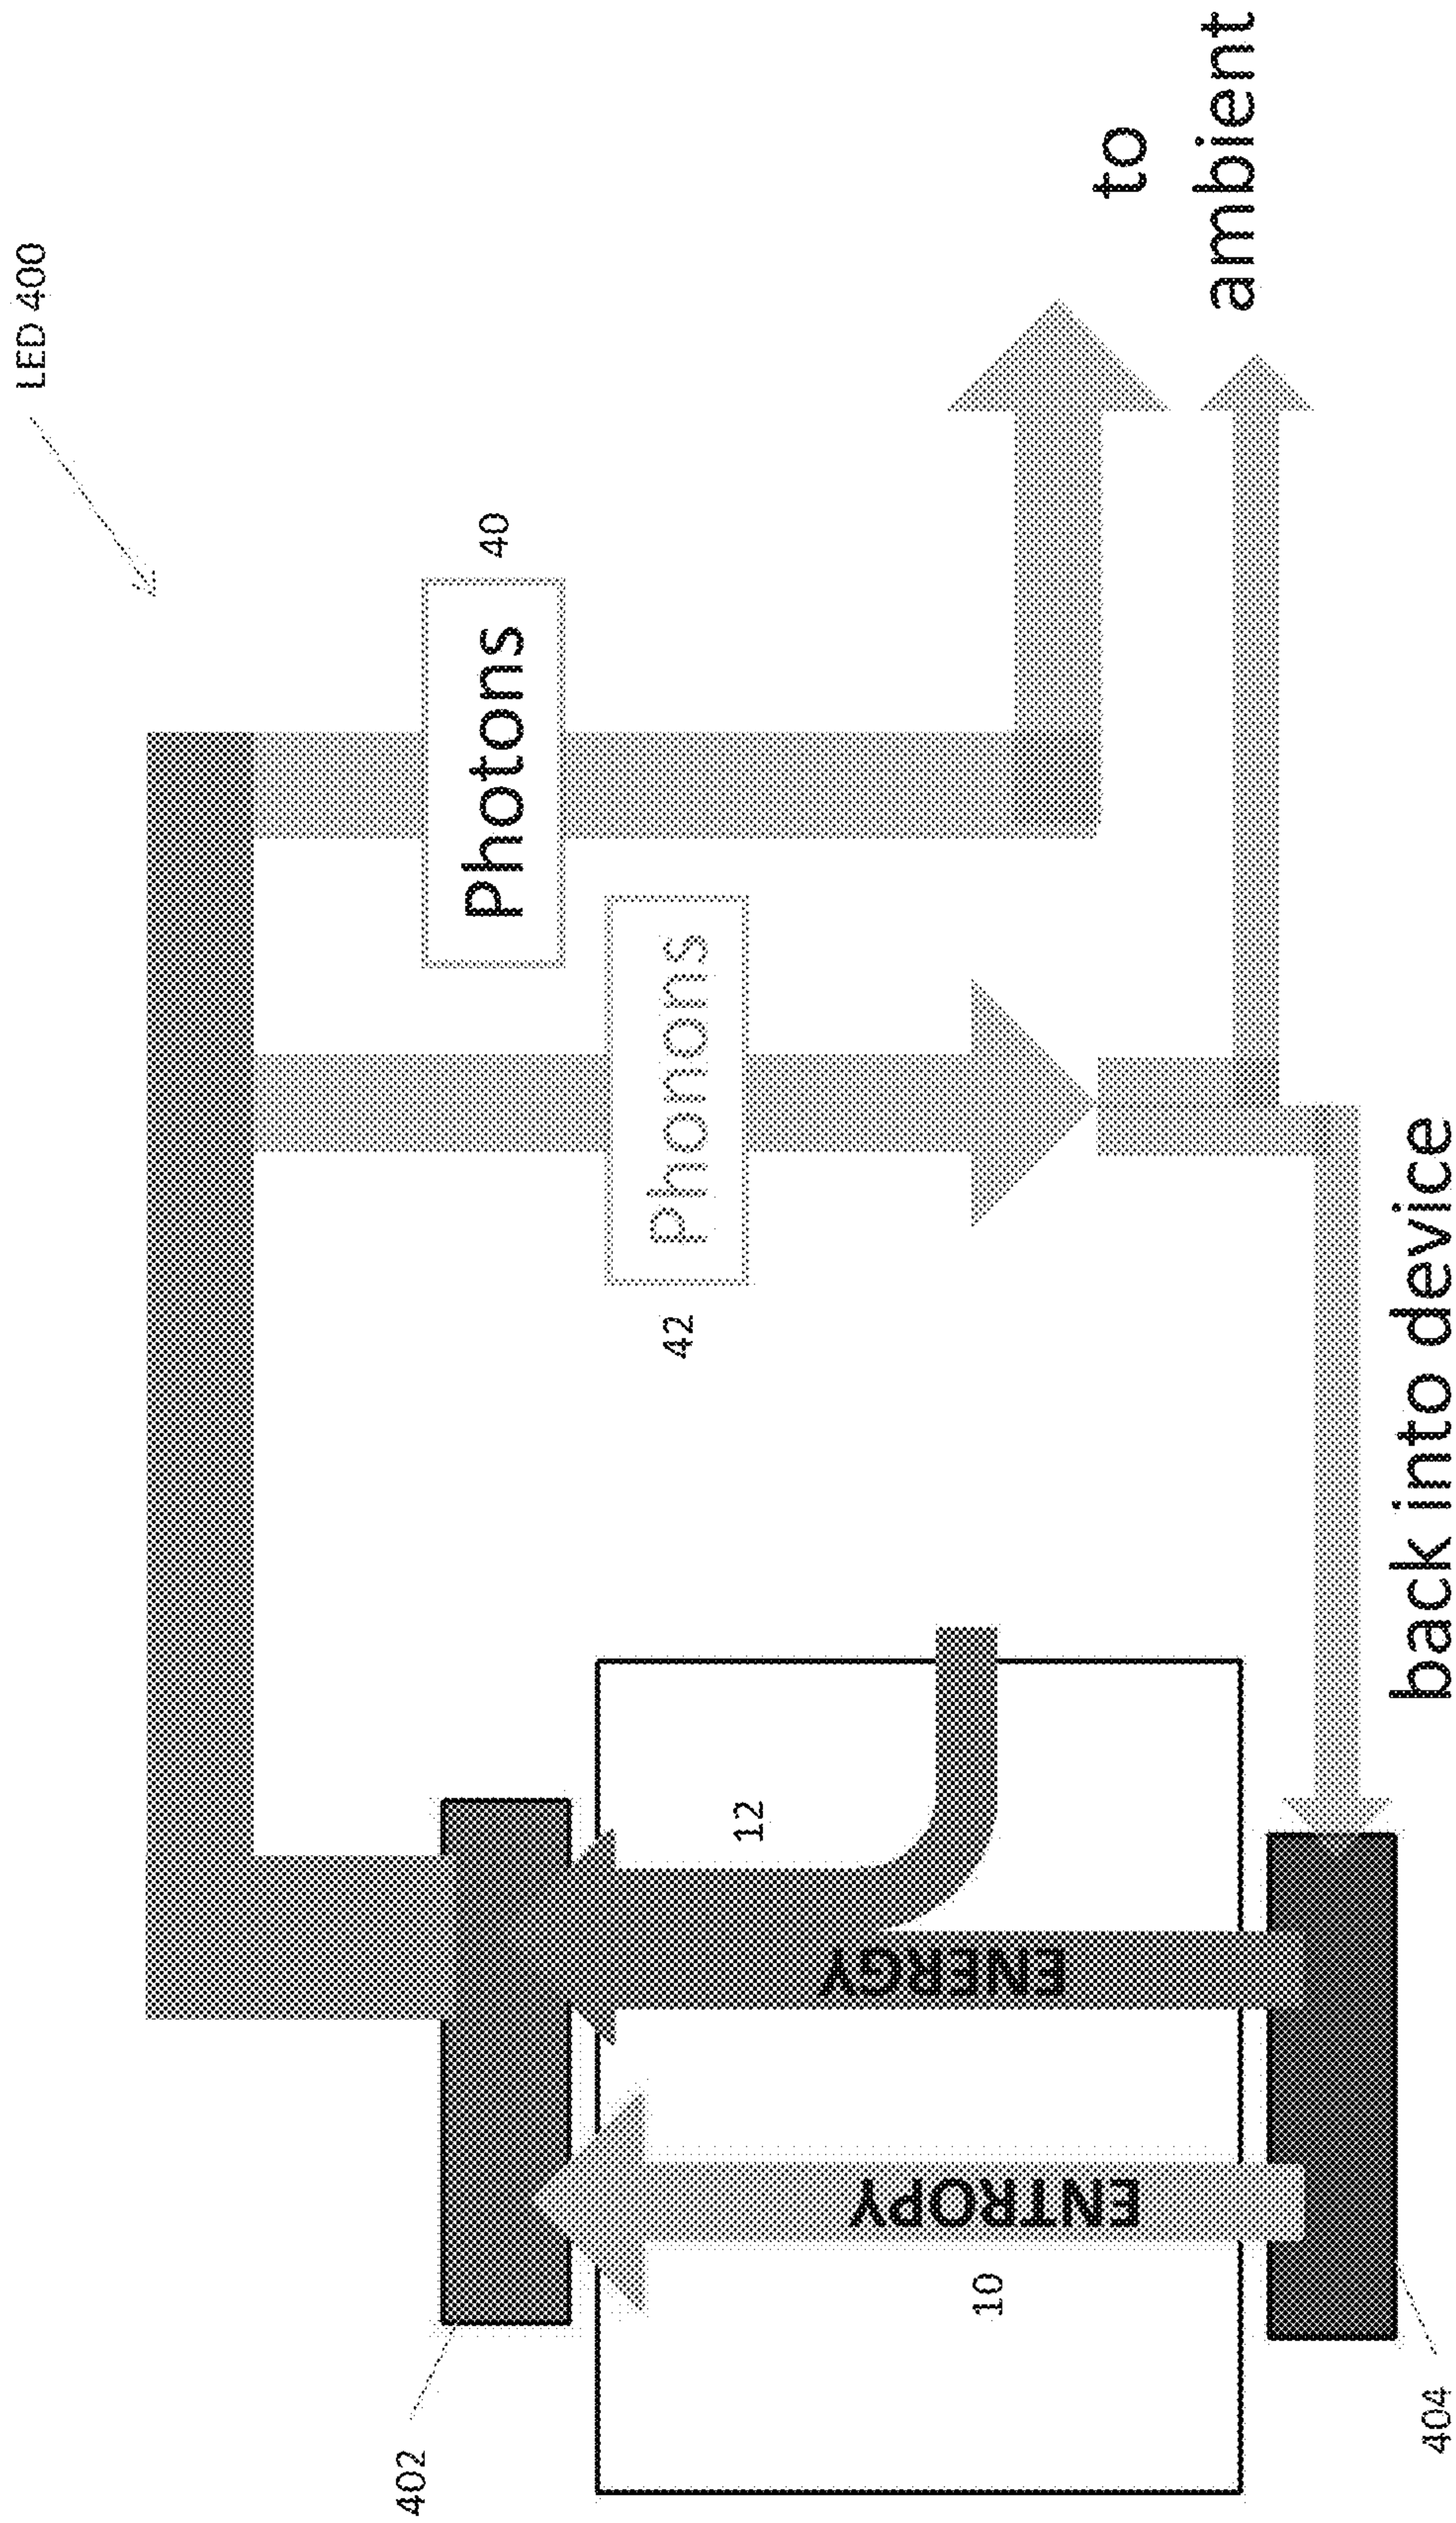 LED 400
402
40
Photons
42
Phonons
12
ENERGY
10
ENTROPY
to
ambient
404
back into device